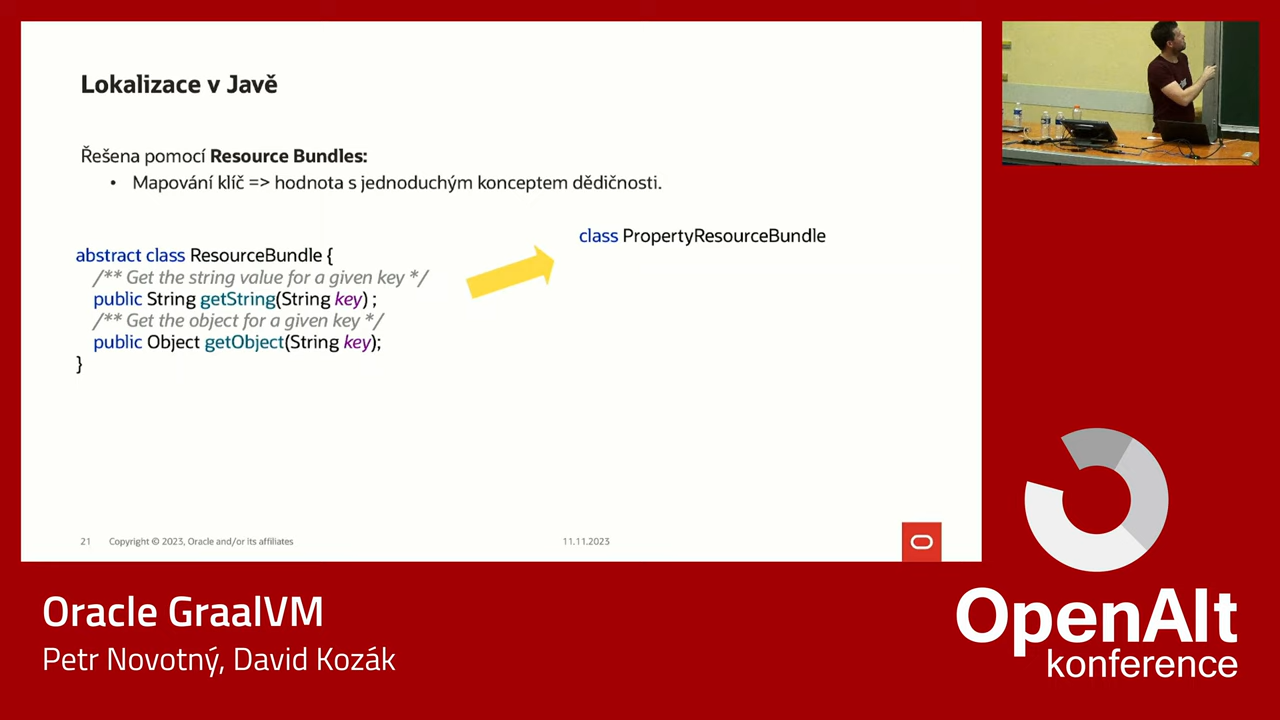 Lokalizace v Javě
Řešena pomocí Resource Bundles:
• Mapování klíč => hodnota s jednoduchým konceptem dědičnosti.
class PropertyResourceBundle
abstract class ResourceBundle {
/** Get the string value for a given key */
public String getString(String key) ;
/** Get the object for a given key */
public Object getObject(String key);
}
21 Copyright © 2023, Oracle and/or its affiliates 11.11.2023
Oracle GraalVM
Petr Novotný, David Kozák
OpenAlt
konference